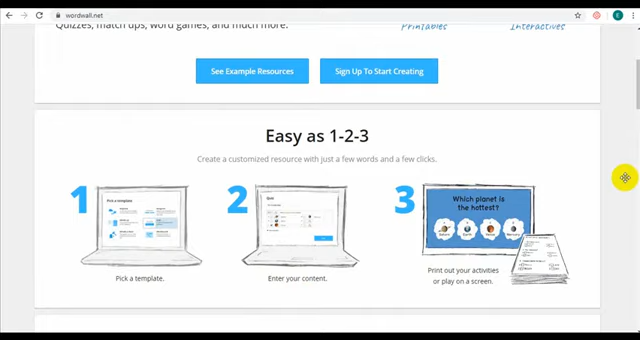 wordwall.net
Quizzes, match ups, word games, and much more.
Printables
Interactives
See Example Resources
Sign Up To Start Creating
Easy as 1-2-3
Create a customized resource with just a few words and a few clicks.
1
Pick a template
2
Quiz
3
Which planet is
the hottest?
Pick a template.
Enter your content.
Print out your activities
or play on a screen.